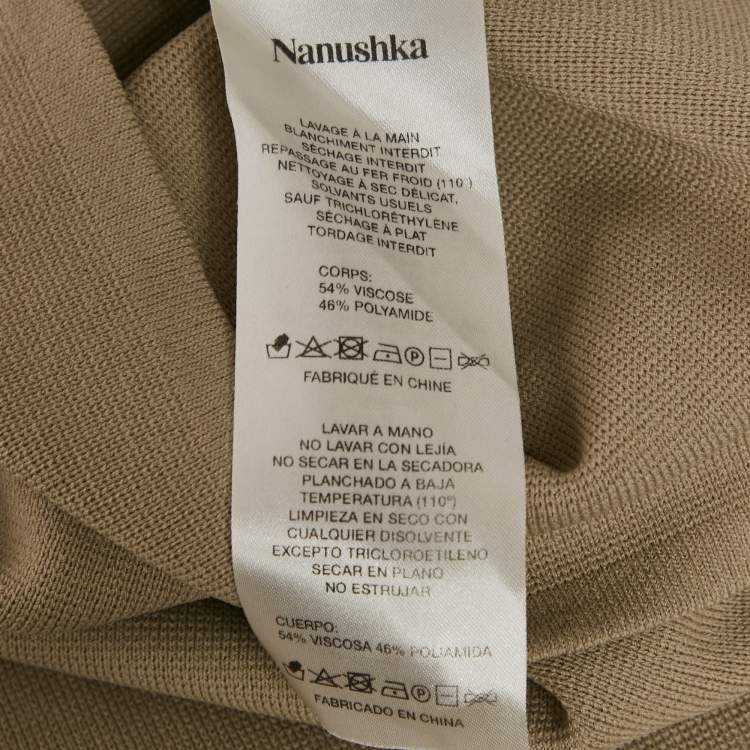 Nanushka
LAVAGE À LA MAIN
BLANCHIMENT INTERDIT
SÉCHAGE INTERDIT
REPASSAGE AU FER FROID (110°)
NETTOYAGE À SEC DÉLICAT,
SOLVANTS USUELS
SAUF TRICHLORÉTHYLÈNE
SÉCHAGE À PLAT
TORDAGE INTERDIT
CORPS:
54% VISCOSE
46% POLYAMIDE
P
FABRIQUÉ EN CHINE
LAVAR A MANO
NO LAVAR CON LEJÍA
NO SECAR EN LA SECADORA
PLANCHADO A BAJA
TEMPERATURA (110°)
LIMPIEZA EN SECO CON
CUALQUIER DISOLVENTE
EXCEPTO TRICLOROETILENO
SECAR EN PLANO
NO ESTRUJAR
CUERPO:
54% VISCOSA 46% POLIAMIDA
P
FABRICADO EN CHINA